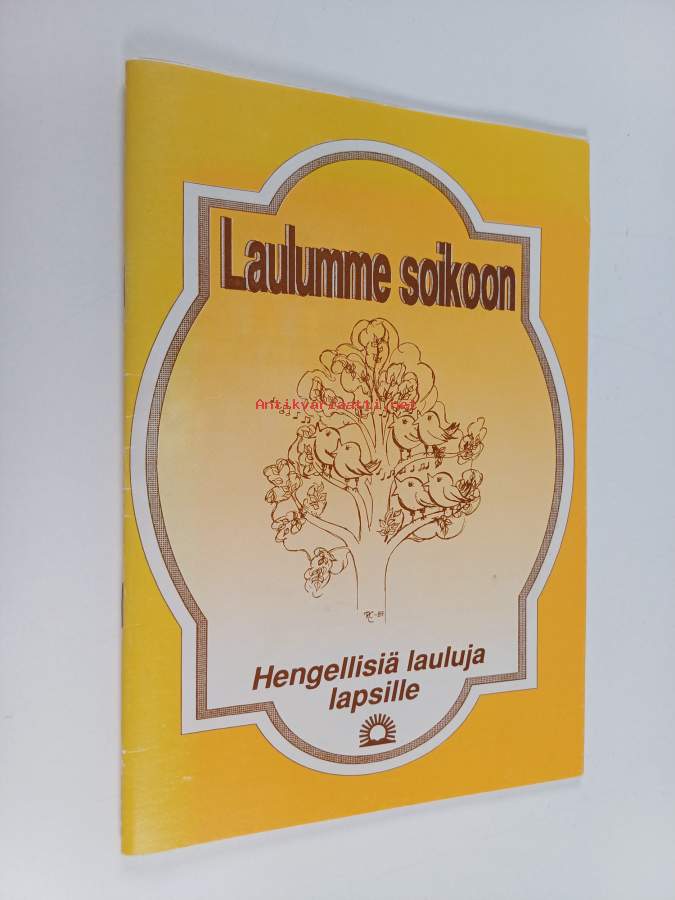 Laulumme soikoon
Antikvariaatti.net
Hengellisiä lauluja
lapsille